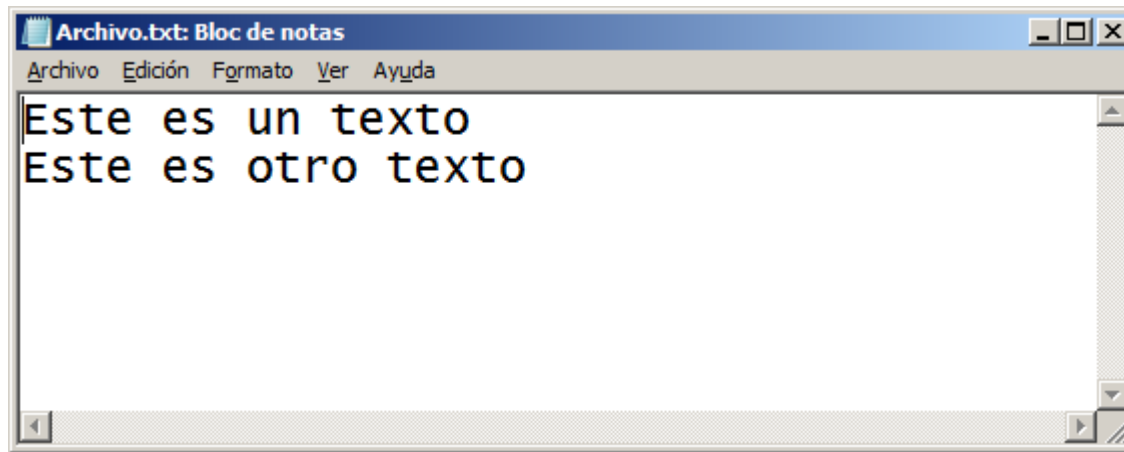 Archivo.txt: Bloc de notas
Archivo Edición Formato Ver Ayuda
Este es un texto
Este es otro texto